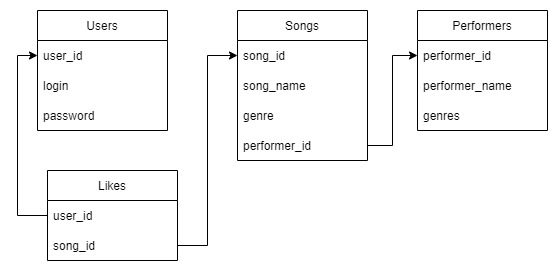 Users
user_id
login
password
Songs
song_id
song_name
genre
performer_id
Performers
performer_id
performer_name
genres
Likes
user_id
song_id